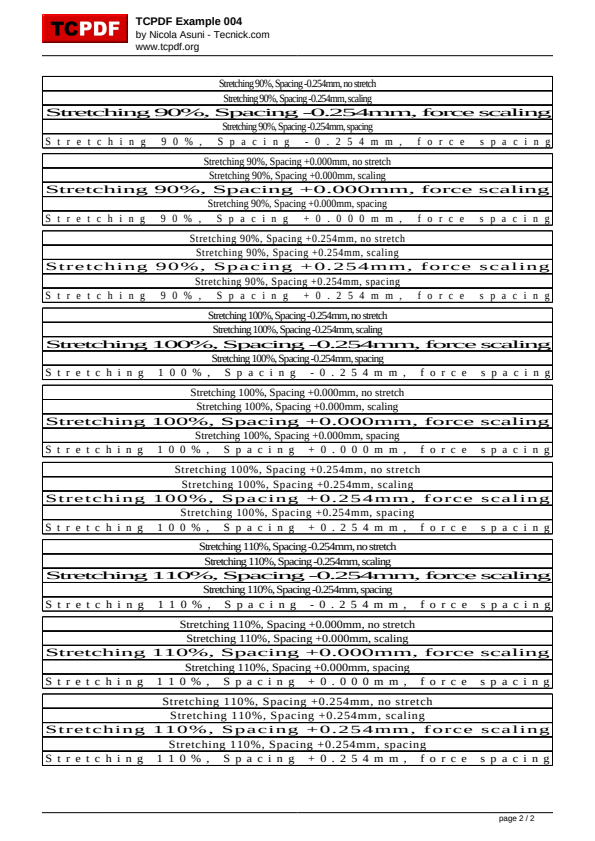 TCPDF
TCPDF Example 004
by Nicola Asuni - Tecnick.com
www.tcpdf.org
Stretching 90%, Spacing -0.254mm, no stretch
Stretching 90%, Spacing -0.254mm, scaling
Stretching 90%, Spacing -0.254mm, force scaling
Stretching 90%, Spacing -0.254mm, spacing
Stretching 90%, Spacing -0.254mm, force spacing
Stretching 90%, Spacing +0.000mm, no stretch
Stretching 90%, Spacing +0.000mm, scaling
Stretching 90%, Spacing +0.000mm, force scaling
Stretching 90%, Spacing +0.000mm, spacing
Stretching 90%, Spacing +0.000mm, force spacing
Stretching 90%, Spacing +0.254mm, no stretch
Stretching 90%, Spacing +0.254mm, scaling
Stretching 90%, Spacing +0.254mm, force scaling
Stretching 90%, Spacing +0.254mm, spacing
Stretching 90%, Spacing +0.254mm, force spacing
Stretching 100%, Spacing -0.254mm, no stretch
Stretching 100%, Spacing -0.254mm, scaling
Stretching 100%, Spacing -0.254mm, force scaling
Stretching 100%, Spacing -0.254mm, spacing
Stretching 100%, Spacing -0.254mm, force spacing
Stretching 100%, Spacing +0.000mm, no stretch
Stretching 100%, Spacing +0.000mm, scaling
Stretching 100%, Spacing +0.000mm, force scaling
Stretching 100%, Spacing +0.000mm, spacing
Stretching 100%, Spacing +0.000mm, force spacing
Stretching 100%, Spacing +0.254mm, no stretch
Stretching 100%, Spacing +0.254mm, scaling
Stretching 100%, Spacing +0.254mm, force scaling
Stretching 100%, Spacing +0.254mm, spacing
Stretching 100%, Spacing +0.254mm, force spacing
Stretching 110%, Spacing -0.254mm, no stretch
Stretching 110%, Spacing -0.254mm, scaling
Stretching 110%, Spacing -0.254mm, force scaling
Stretching 110%, Spacing -0.254mm, spacing
Stretching 110%, Spacing -0.254mm, force spacing
Stretching 110%, Spacing +0.000mm, no stretch
Stretching 110%, Spacing +0.000mm, scaling
Stretching 110%, Spacing +0.000mm, force scaling
Stretching 110%, Spacing +0.000mm, spacing
Stretching 110%, Spacing +0.000mm, force spacing
Stretching 110%, Spacing +0.254mm, no stretch
Stretching 110%, Spacing +0.254mm, scaling
Stretching 110%, Spacing +0.254mm, force scaling
Stretching 110%, Spacing +0.254mm, spacing
Stretching 110%, Spacing +0.254mm, force spacing
page 2 / 2